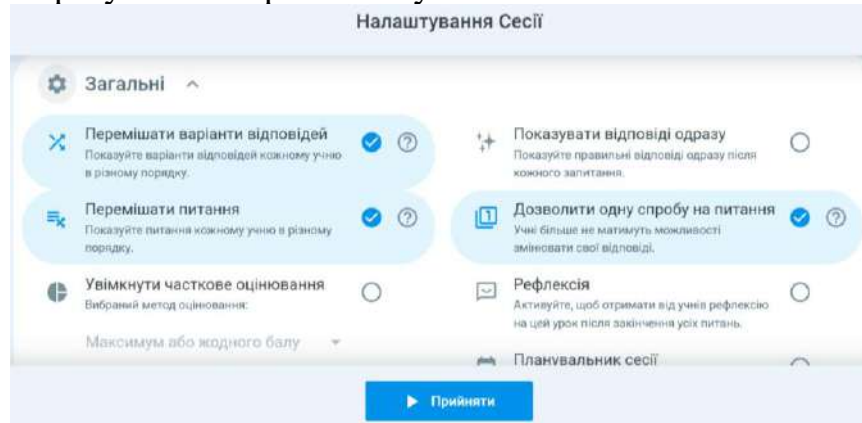 Налаштування Сесії
Загальні
Перемішати варіанти відповідей
Показуйте варіанти відповідей кожному учню
в різному порядку.
Перемішати питання
Показуйте питання кожному учню в різному
порядку.
Увімкнути часткове оцінювання
Вибраний метод оцінювання:
Максимум або жодного балу
Показувати відповіді одразу
Показуйте правильні відповіді одразу після
кожного запитання.
Дозволити одну спробу на питання
Учні більше не матимуть можливості
змінювати свої відповіді.
Рефлексія
Активуйте, щоб отримати від учнів рефлексію
на цей урок після закінчення усіх питань.
Планувальник сесії
Прийняти